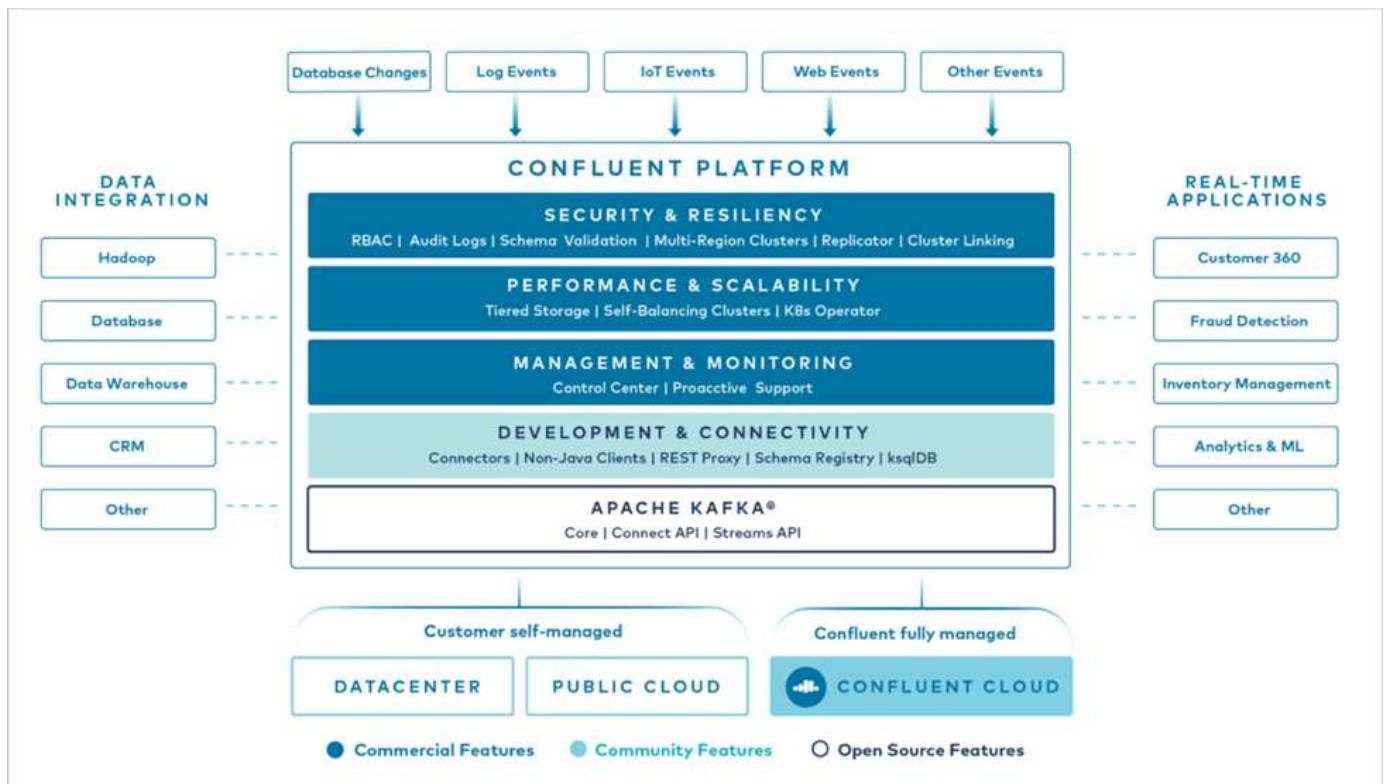 Database Changes
Log Events
IoT Events
Web Events
Other Events
DATA
INTEGRATION
Hadoop
Database
Data Warehouse
CRM
Other
CONFLUENT PLATFORM
SECURITY & RESILIENCY
RBAC | Audit Logs | Schema Validation | Multi-Region Clusters | Replicator | Cluster Linking
PERFORMANCE & SCALABILITY
Tiered Storage | Self-Balancing Clusters | K8s Operator
MANAGEMENT & MONITORING
Control Center | Proacctive Support
DEVELOPMENT & CONNECTIVITY
Connectors | Non-Java Clients | REST Proxy | Schema Registry | ksqlDB
APACHE KAFKA®
Core | Connect API | Streams API
REAL-TIME
APPLICATIONS
Customer 360
Fraud Detection
Inventory Management
Analytics & ML
Other
Customer self-managed
Confluent fully managed
DATACENTER
PUBLIC CLOUD
CONFLUENT CLOUD
Commercial Features
Community Features
Open Source Features